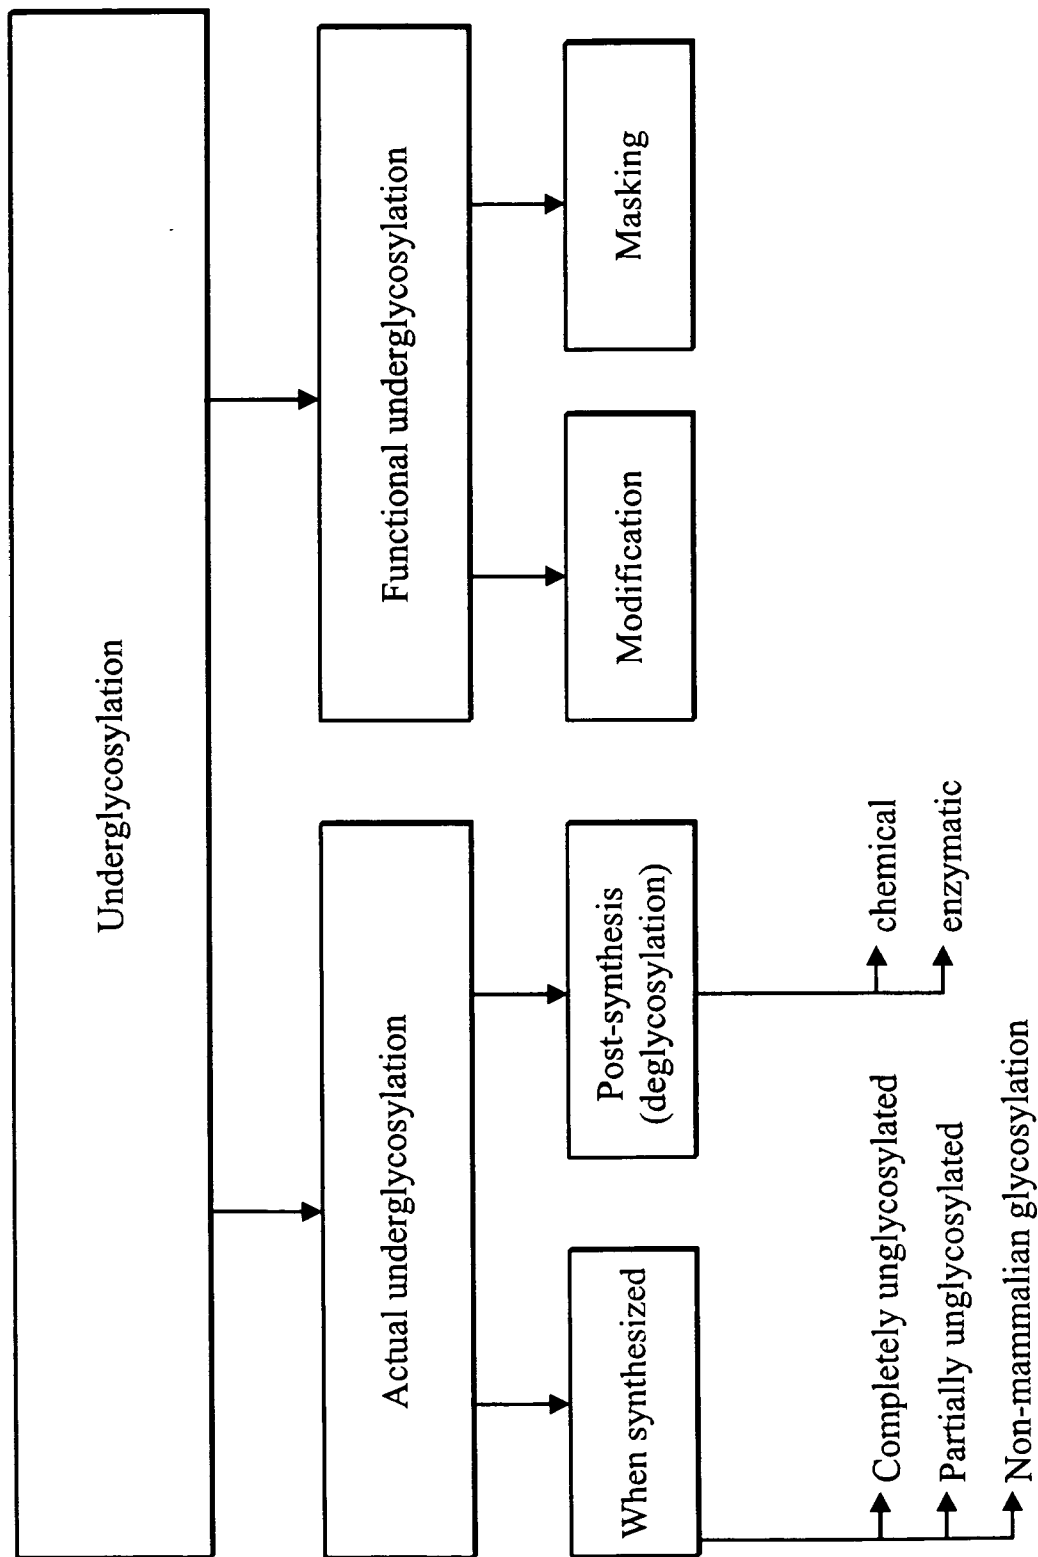 Underglycosylation
Actual underglycosylation
Functional underglycosylation
When synthesized
Post-synthesis
(deglycosylation)
Modification
Masking
Completely unglycosylated
Partially unglycosylated
Non-mammalian glycosylation
chemical
enzymatic